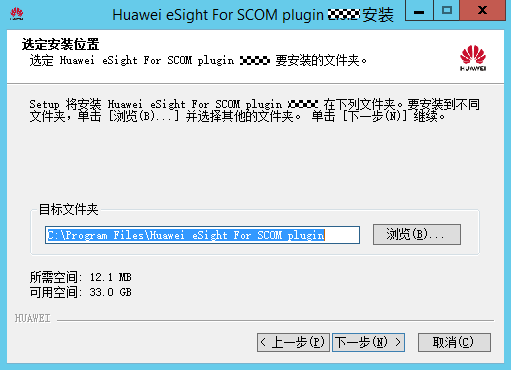 Huawei eSight For SCOM plugin 安装
选定安装位置
选定 Huawei eSight For SCOM plugin 要安装的文件夹。
HUAWEI
Setup 将安装 Huawei eSight For SCOM plugin 在下列文件夹。要安装到不同
文件夹,单击 [浏览(B)...] 并选择其他的文件夹。 单击 [下一步(N)] 继续。
目标文件夹
C:\Program Files\Huawei eSight For SCOM plugin
浏览(B)...
所需空间: 12.1 MB
可用空间: 33.0 GB
HUAWEI
< 上一步(P) 下一步(N) > 取消(C)